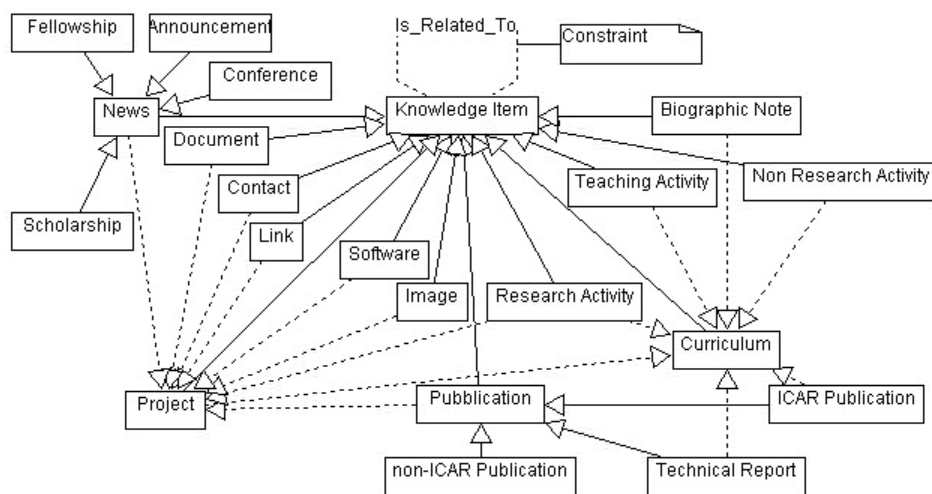 Fellowship
Announcement
Is_Related_To
Constraint
Conference
News
Knowledge Item
Biographic Note
Document
Contact
Teaching Activity
Non Research Activity
Scholarship
Link
Software
Image
Research Activity
Curriculum
Project
Pubblication
ICAR Publication
non-ICAR Publication
Technical Report